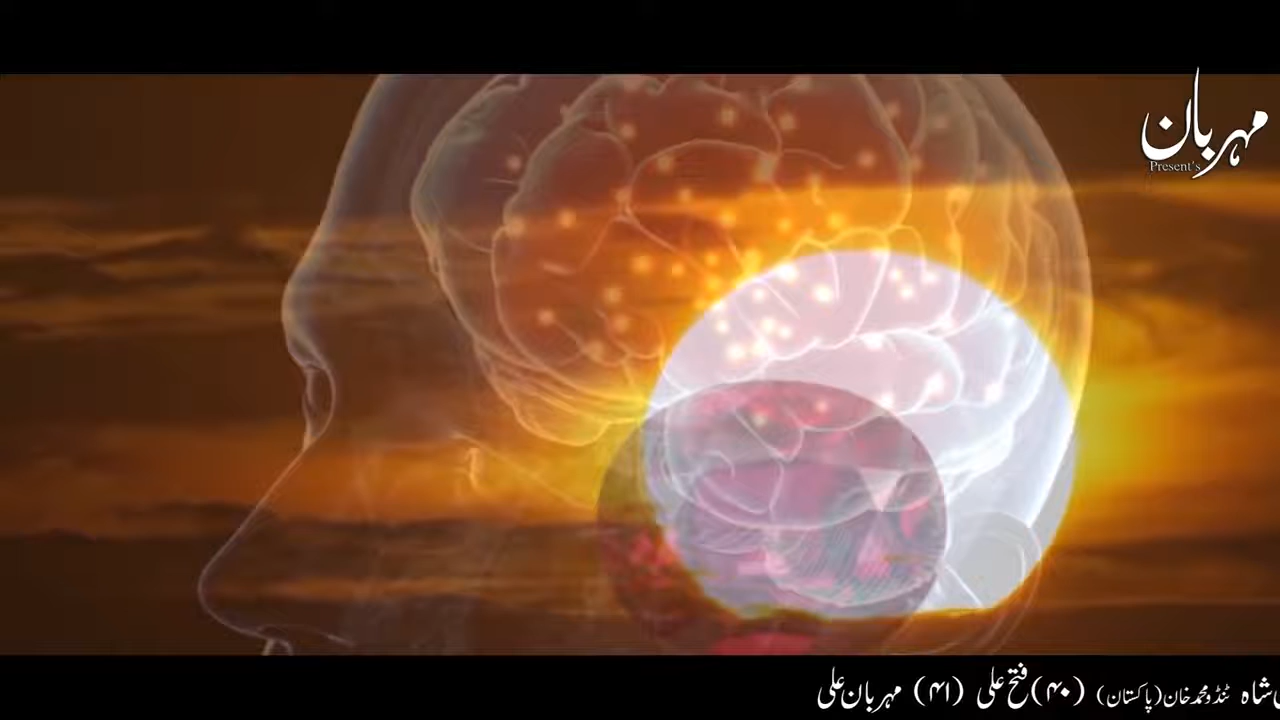 مہربان
Present's
شاہ ٹنڈو محمد خان (پاکستان) (۴۰) فتح علی (۴۱) مہربان علی